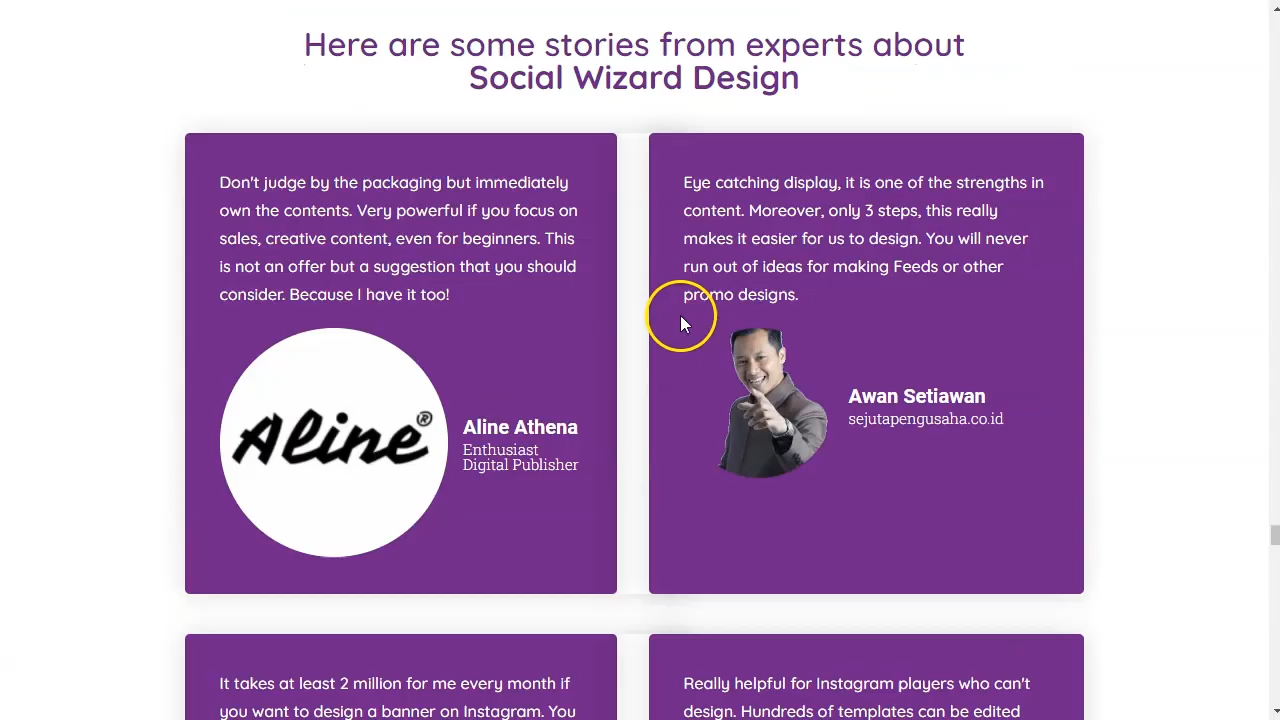 Here are some stories from experts about
Social Wizard Design
Don't judge by the packaging but immediately
own the contents. Very powerful if you focus on
sales, creative content, even for beginners. This
is not an offer but a suggestion that you should
consider. Because I have it too!
Aline®
Aline Athena
Enthusiast
Digital Publisher
Eye catching display, it is one of the strengths in
content. Moreover, only 3 steps, this really
makes it easier for us to design. You will never
run out of ideas for making Feeds or other
promo designs.
Awan Setiawan
sejutapengusaha.co.id
It takes at least 2 million for me every month if
you want to design a banner on Instagram. You
Really helpful for Instagram players who can't
design. Hundreds of templates can be edited